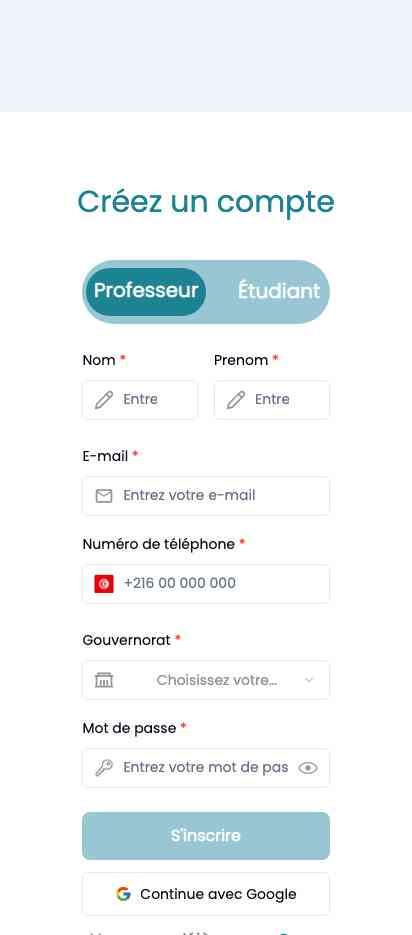 Créez un compte
Professeur Étudiant
Nom * Prenom *
Entre Entre
E-mail *
Entrez votre e-mail
Numéro de téléphone *
+216 00 000 000
Gouvernorat *
Choisissez votre...
Mot de passe *
Entrez votre mot de pas
S'inscrire
Continue avec Google